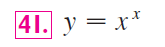 41. y = x^x